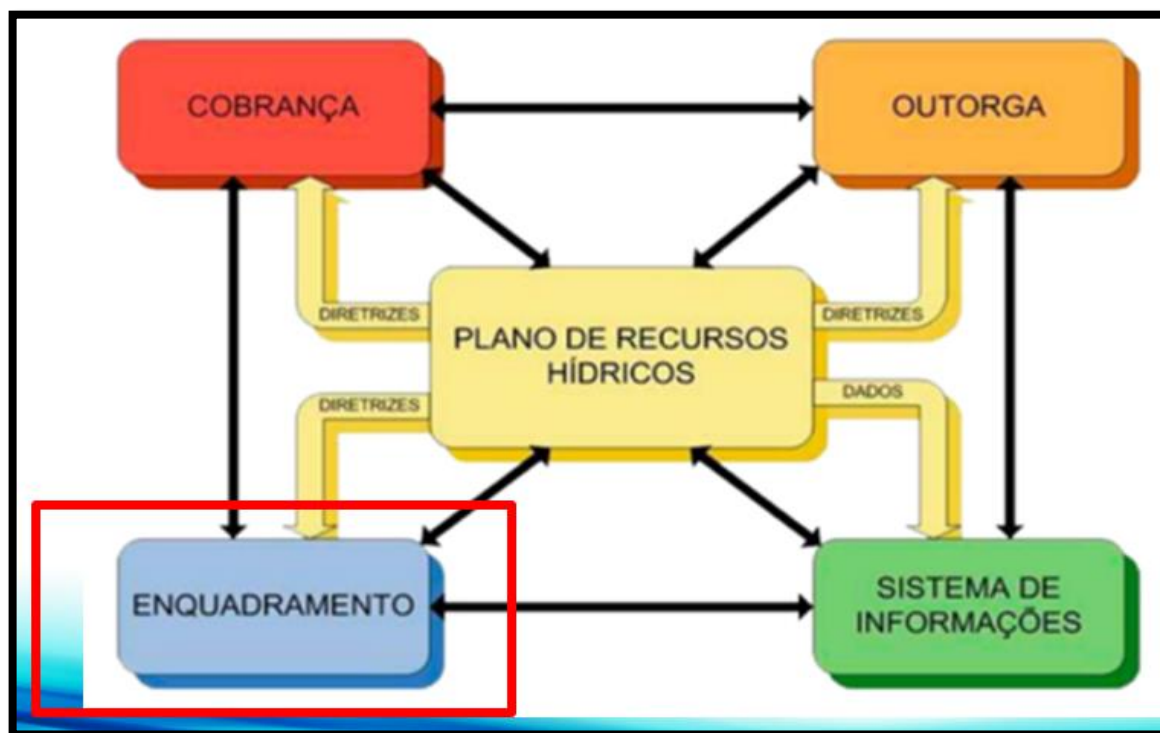 COBRANÇA
OUTORGA
DIRETRIZES
DIRETRIZES
PLANO DE RECURSOS
HÍDRICOS
DIRETRIZES
DADOS
ENQUADRAMENTO
SISTEMA DE
INFORMAÇÕES